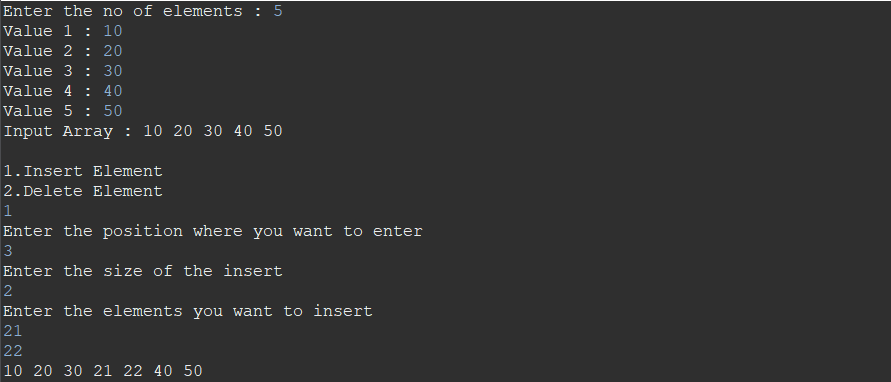 Enter the no of elements : 5
Value 1 : 10
Value 2 : 20
Value 3 : 30
Value 4 : 40
Value 5 : 50
Input Array : 10 20 30 40 50
1.Insert Element
2.Delete Element
1
Enter the position where you want to enter
3
Enter the size of the insert
2
Enter the elements you want to insert
21
22
10 20 30 21 22 40 50